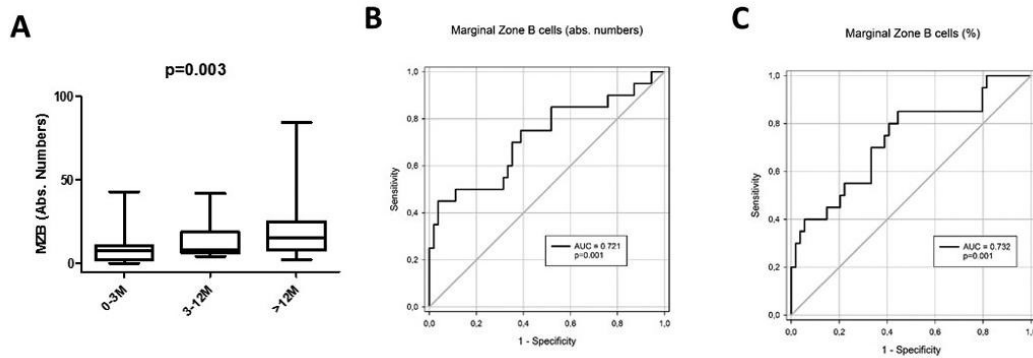 A
p=0.003
MZB (Abs. Numbers)
100
50
0
0-3M
3-12M
>12M
B
Marginal Zone B cells (abs. numbers)
Sensitivity
1,0
0,8
0,6
0,4
0,2
0,0
AUC = 0.721
p=0.001
0,0 0,2 0,4 0,6 0,8 1,0
1 - Specificity
C
Marginal Zone B cells (%)
Sensitivity
1,0
0,8
0,6
0,4
0,2
0,0
AUC = 0.732
p=0.001
0,0 0,2 0,4 0,6 0,8 1,0
1 - Specificity